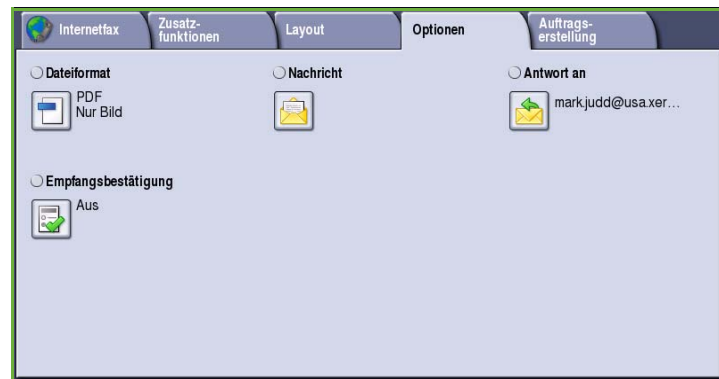 Internetfax
Zusatz-
funktionen
Layout
Optionen
Auftrags-
erstellung
Dateiformat
PDF
Nur Bild
Nachricht
Antwort an
mark.judd@usa.xer...
Empfangsbestätigung
Aus